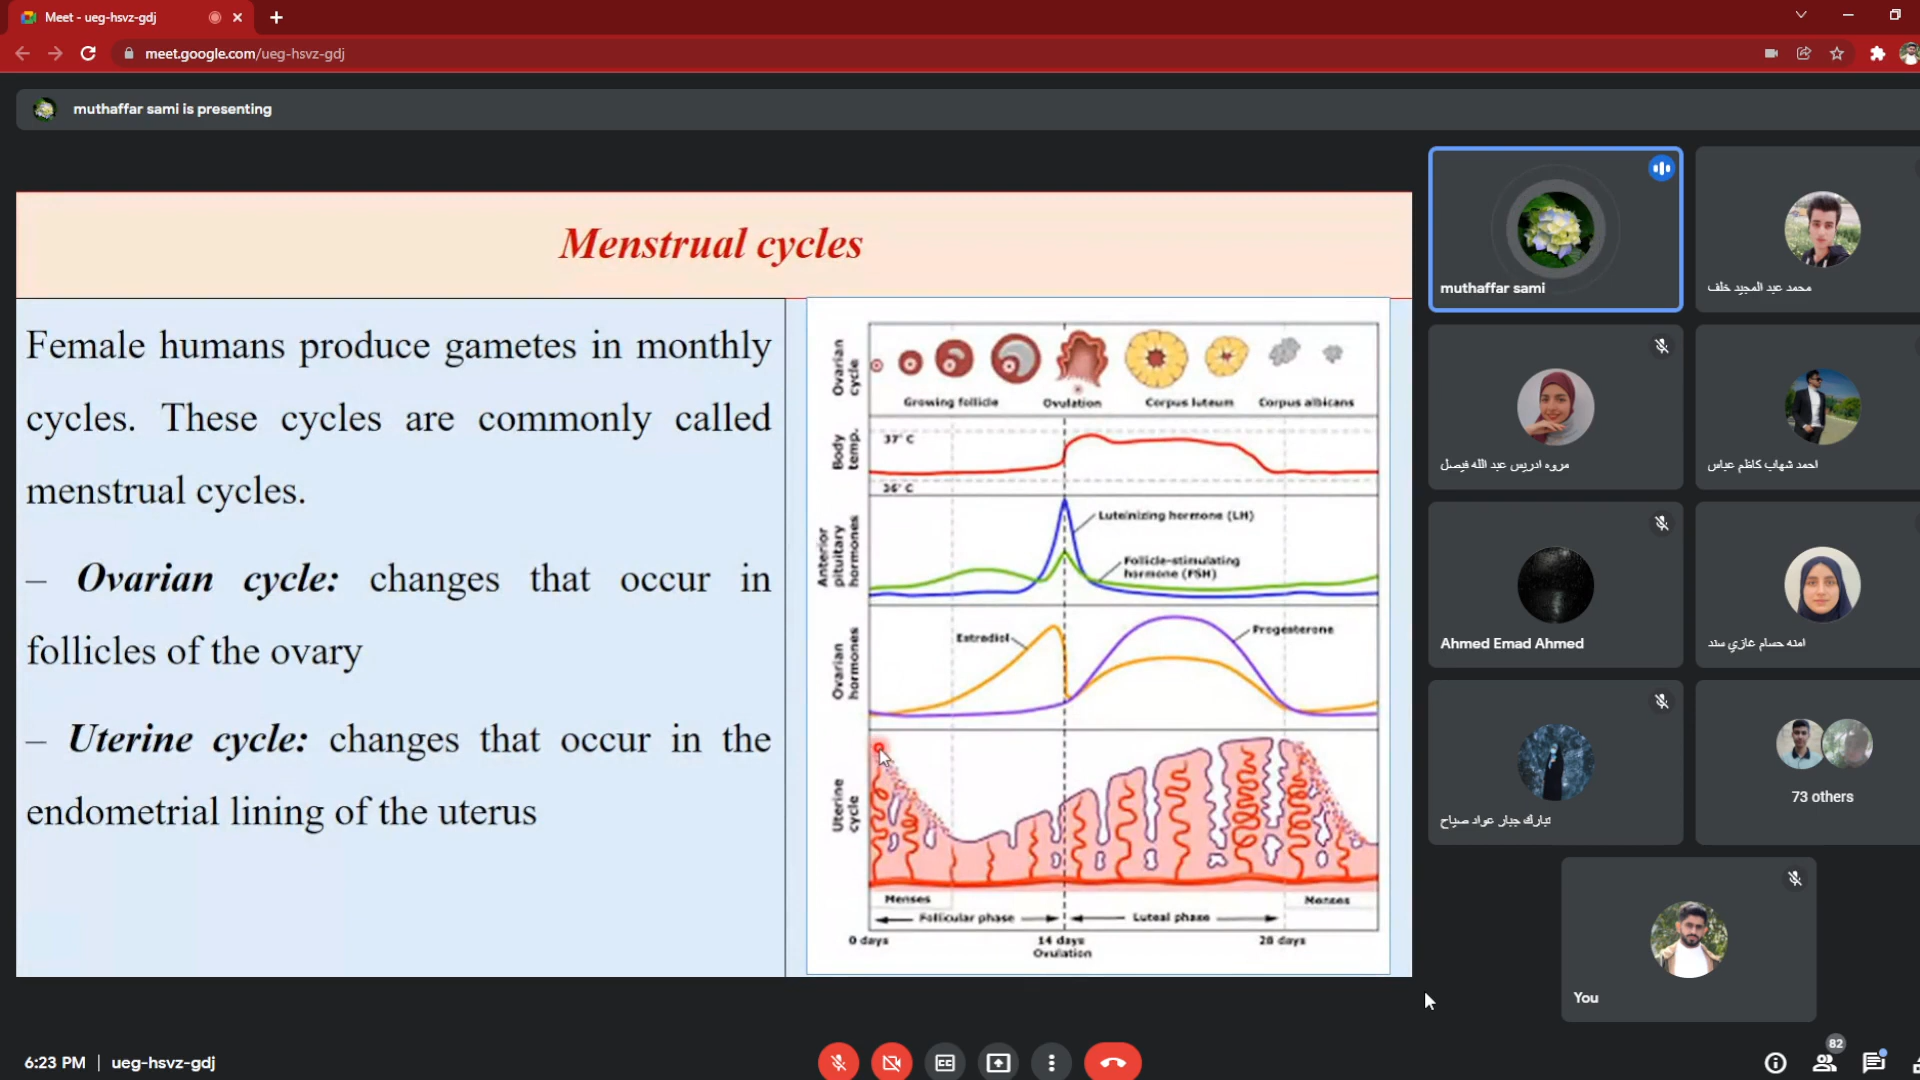 Meet - ueg-hsvz-gdj
meet.google.com/ueg-hsvz-gdj
muthaffar sami is presenting
Menstrual cycles
Female humans produce gametes in monthly
cycles. These cycles are commonly called
menstrual cycles.
– Ovarian cycle: changes that occur in
follicles of the ovary
– Uterine cycle: changes that occur in the
endometrial lining of the uterus
Ovarian
cycle
Growing follicle
Ovulation
Corpus luteum
Corpus albicans
Body
temp.
37° C
36° C
Anterior
pituitary
hormones
Luteinizing hormone (LH)
Follicle-stimulating
hormone (FSH)
Ovarian
hormones
Estradiol
Progesterone
Uterine
cycle
Menses
Menses
Follicular phase
Luteal phase
0 days
14 days
28 days
Ovulation
muthaffar sami
محمد عبد المجيد خلف
مروه ادريس عبد الله فيصل
احمد شهاب كاظم عباس
Ahmed Emad Ahmed
امنه حسام غازي سند
تبارك جبار عواد صياح
73 others
You
6:23 PM | ueg-hsvz-gdj
CC
82